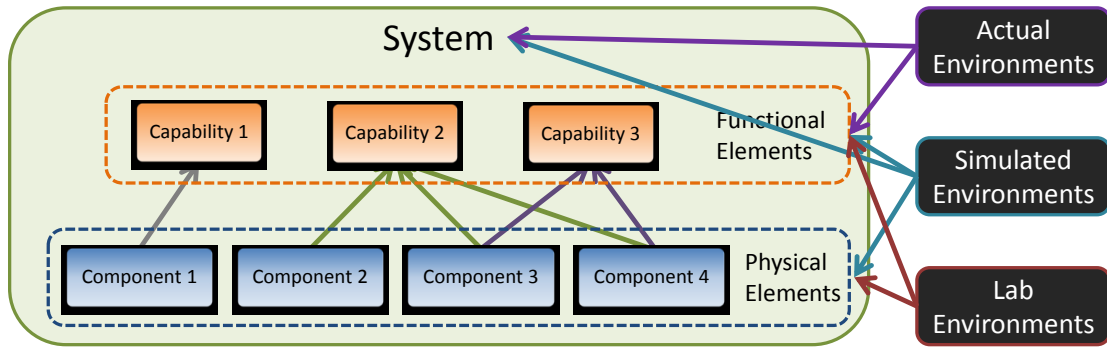 System
Actual
Environments
Capability 1
Capability 2
Capability 3
Functional
Elements
Simulated
Environments
Component 1
Component 2
Component 3
Component 4
Physical
Elements
Lab
Environments